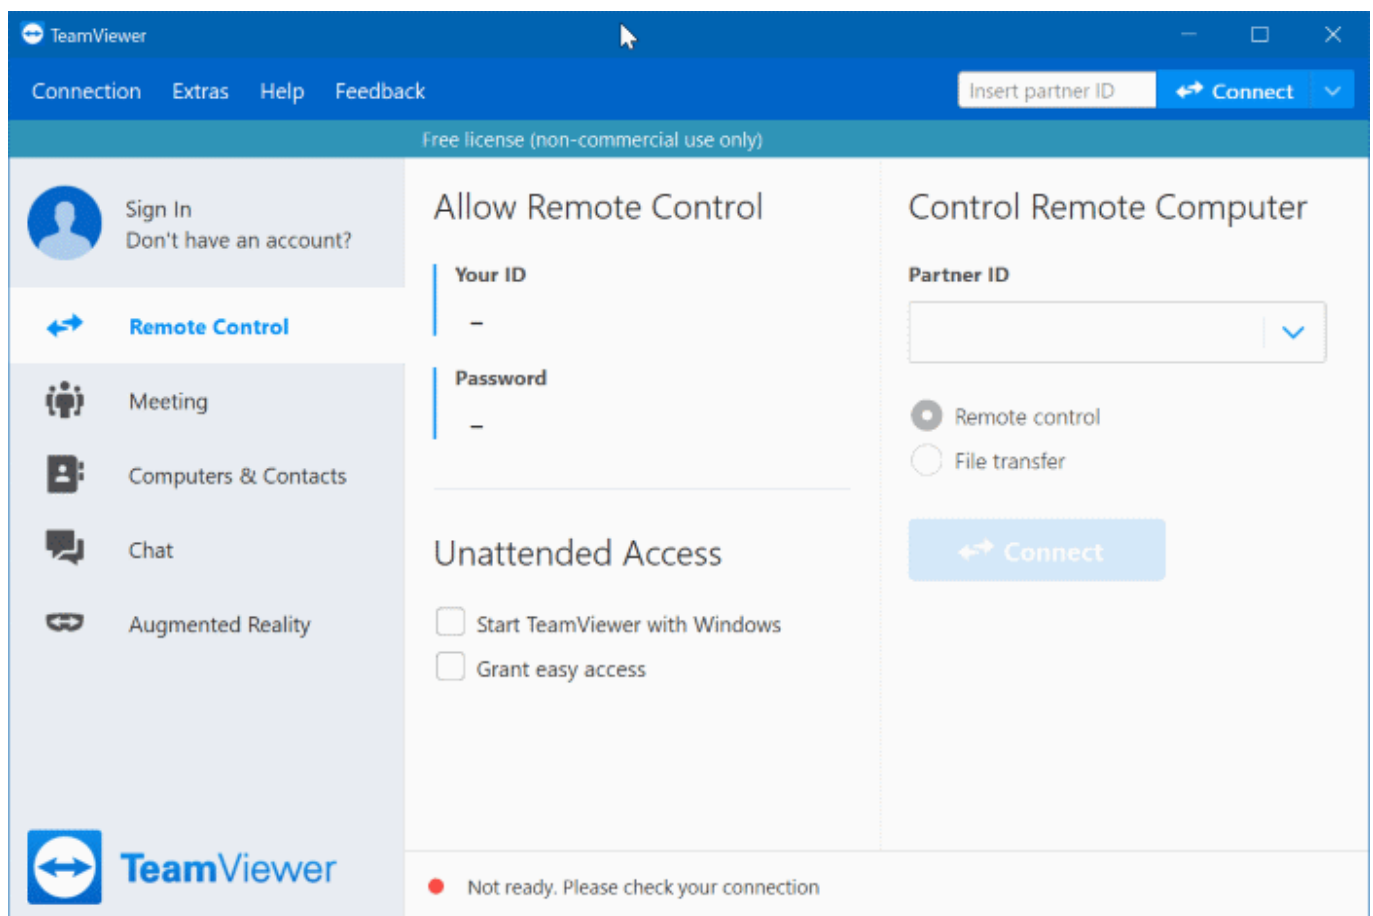 TeamViewer
Connection Extras Help Feedback
Insert partner ID Connect
Free license (non-commercial use only)
Sign In
Don't have an account?
Remote Control
Meeting
Computers & Contacts
Chat
Augmented Reality
TeamViewer
Allow Remote Control
Your ID
–
Password
–
Unattended Access
Start TeamViewer with Windows
Grant easy access
Control Remote Computer
Partner ID
Remote control
File transfer
Connect
Not ready. Please check your connection